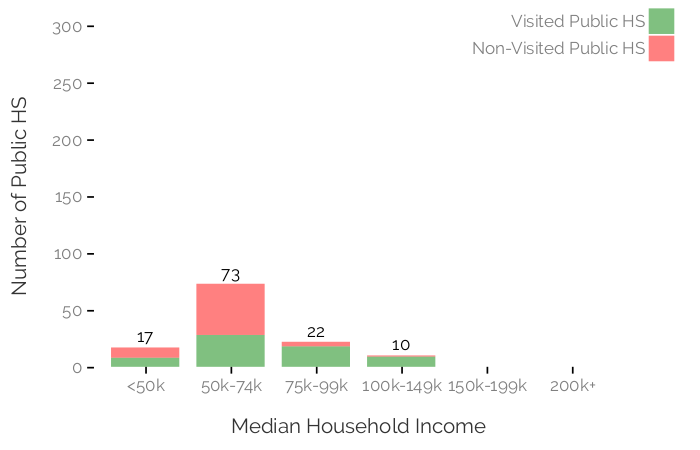 Visited Public HS
Non-Visited Public HS
Number of Public HS
300
250
200
150
100
50
0
17
73
22
10
<50k
50k-74k
75k-99k
100k-149k
150k-199k
200k+
Median Household Income